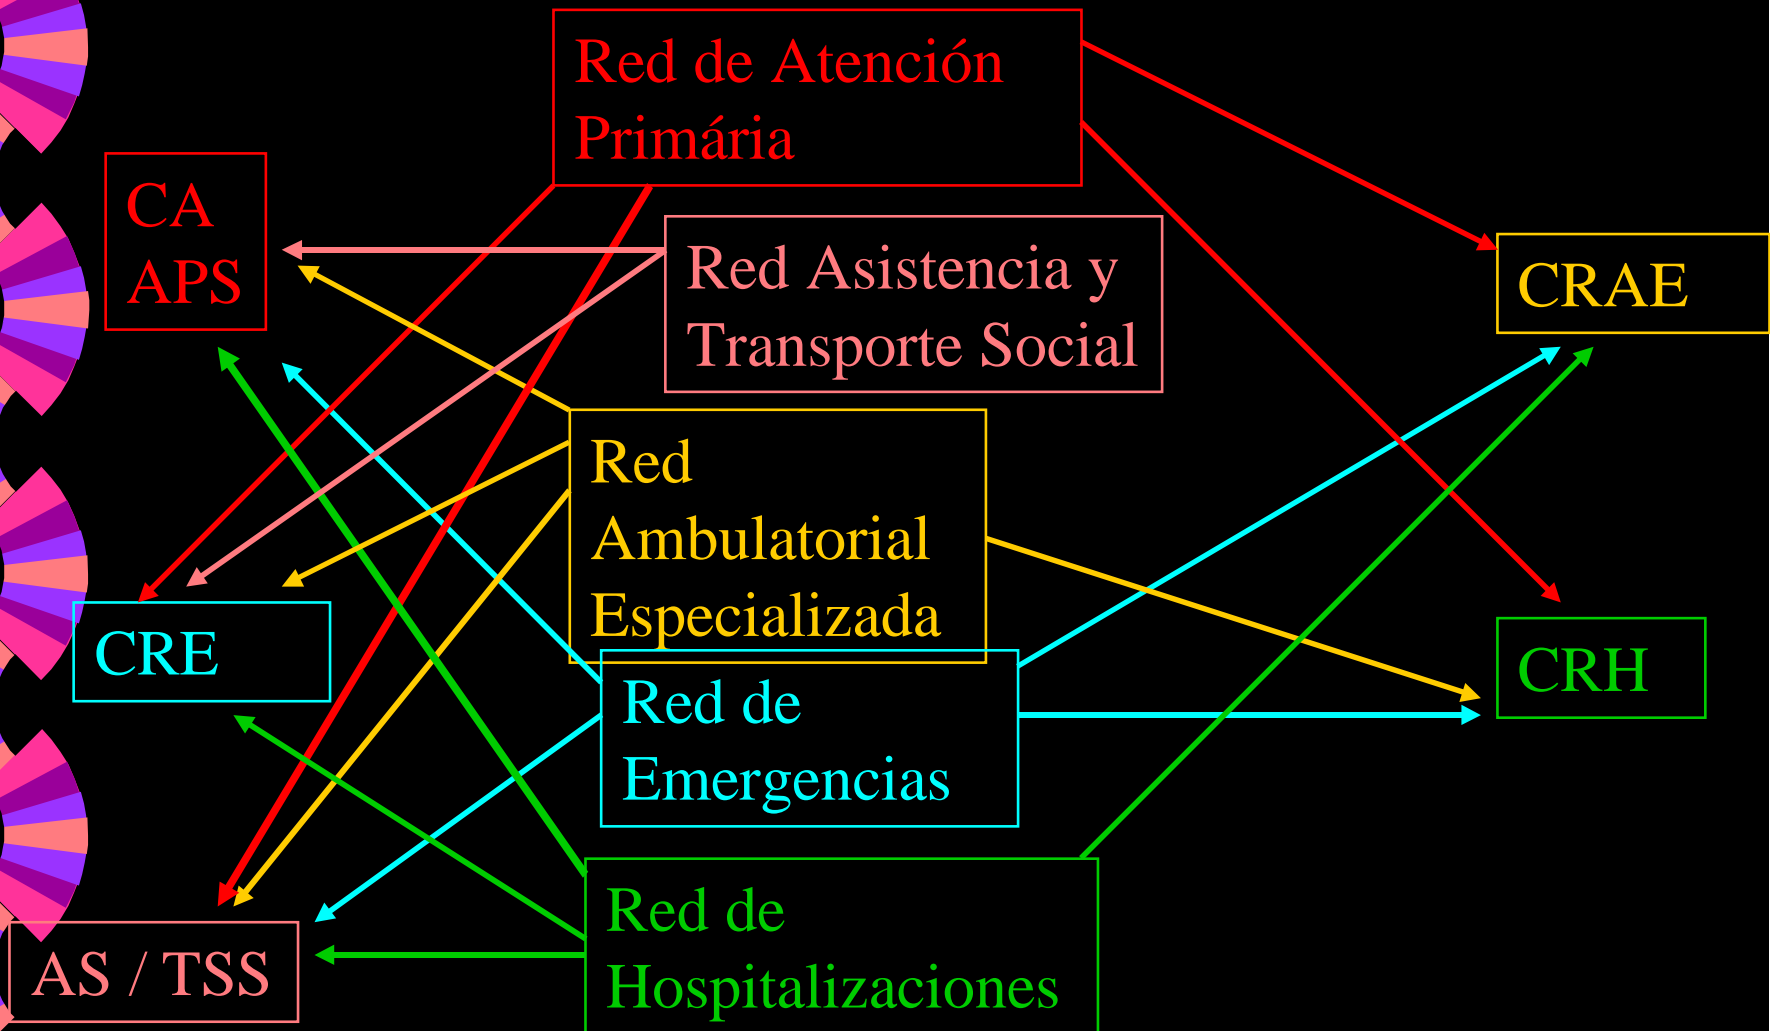 Red de Atención
Primária
CA
APS
Red Asistencia y
Transporte Social
CRAE
Red
Ambulatorial
Especializada
CRE
CRH
Red de
Emergencias
Red de
Hospitalizaciones
AS / TSS